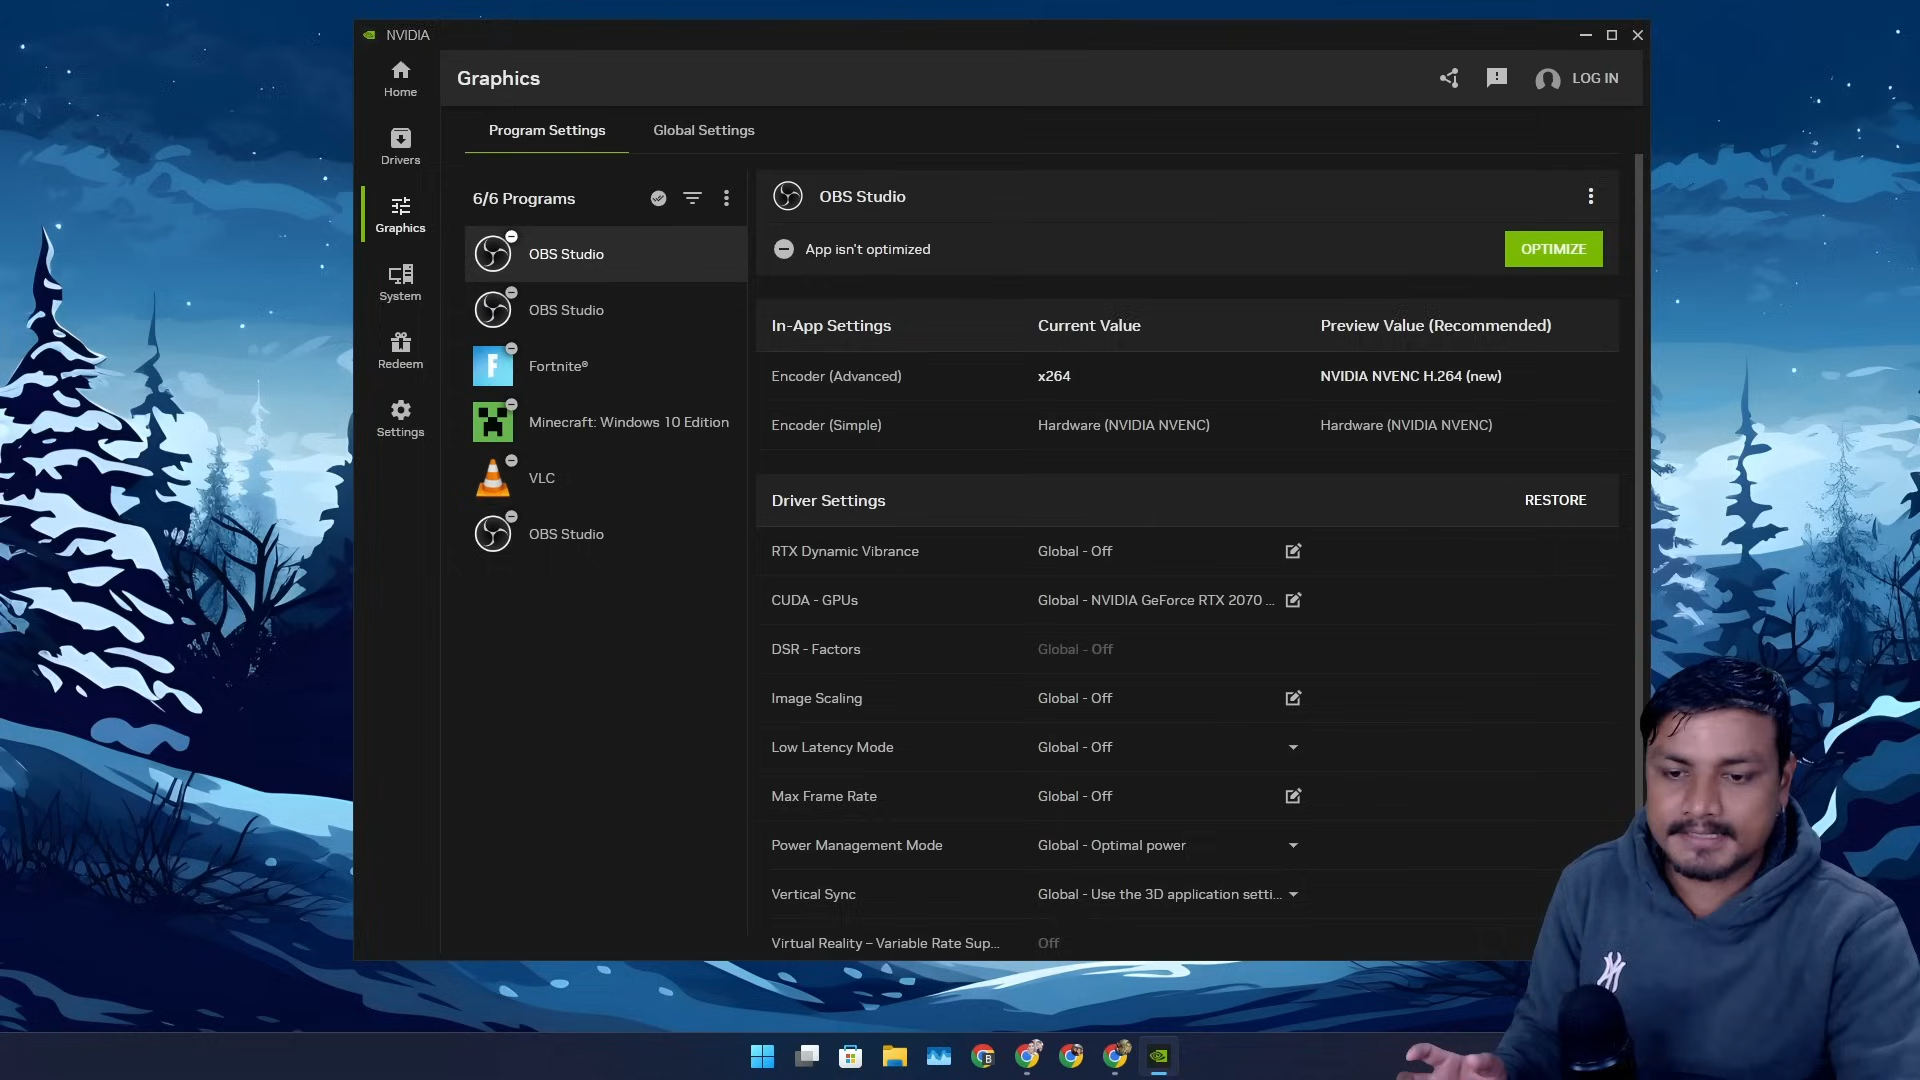 NVIDIA
Home
Drivers
Graphics
System
Redeem
Settings
Graphics
LOG IN
Program Settings
Global Settings
6/6 Programs
OBS Studio
OBS Studio
Fortnite®
Minecraft: Windows 10 Edition
VLC
OBS Studio
OBS Studio
App isn't optimized
OPTIMIZE
In-App Settings Current Value Preview Value (Recommended)
Encoder (Advanced) x264 NVIDIA NVENC H.264 (new)
Encoder (Simple) Hardware (NVIDIA NVENC) Hardware (NVIDIA NVENC)
Driver Settings RESTORE
RTX Dynamic Vibrance Global - Off
CUDA - GPUs Global - NVIDIA GeForce RTX 2070 ...
DSR - Factors Global - Off
Image Scaling Global - Off
Low Latency Mode Global - Off
Max Frame Rate Global - Off
Power Management Mode Global - Optimal power
Vertical Sync Global - Use the 3D application setti...
Virtual Reality – Variable Rate Sup... Off